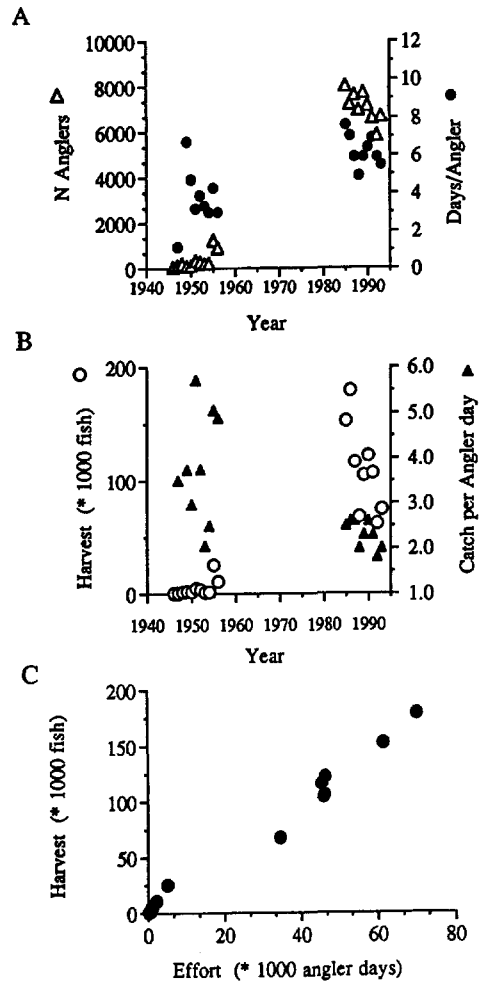 A
N Anglers
10000
8000
6000
4000
2000
0
12
10
8
6
4
2
0
Days/Angler
1940 1950 1960 1970 1980 1990
Year
B
Harvest (* 1000 fish)
200
100
0
6.0
5.0
4.0
3.0
2.0
1.0
Catch per Angler day
1940 1950 1960 1970 1980 1990
Year
C
Harvest (* 1000 fish)
200
150
100
50
0
0 20 40 60 80
Effort (* 1000 angler days)